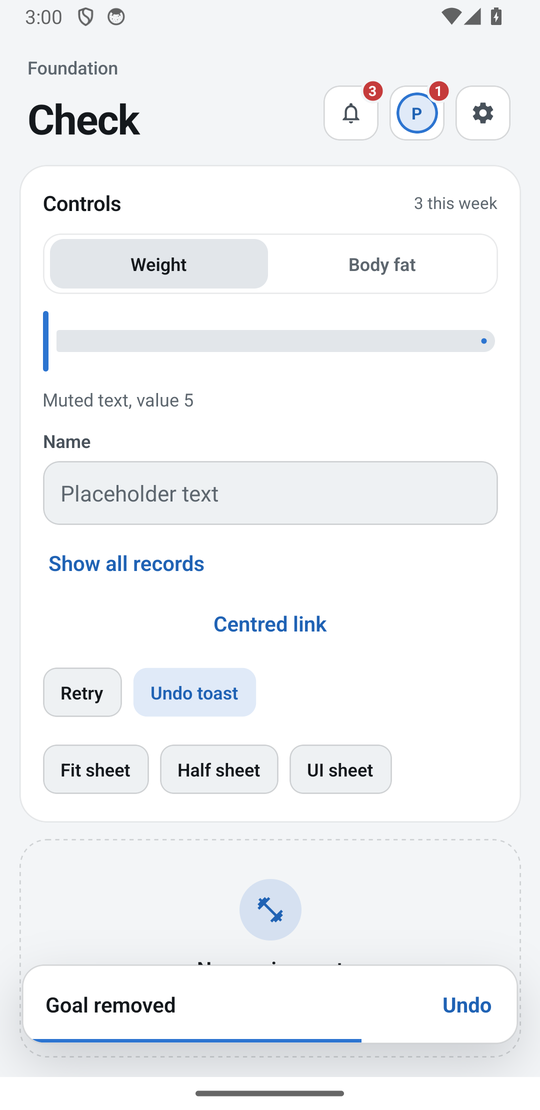 3:00
Foundation
Check
3
P
1
Controls
3 this week
Weight
Body fat
Muted text, value 5
Name
Placeholder text
Show all records
Centred link
Retry
Undo toast
Fit sheet
Half sheet
UI sheet
Goal removed
Undo